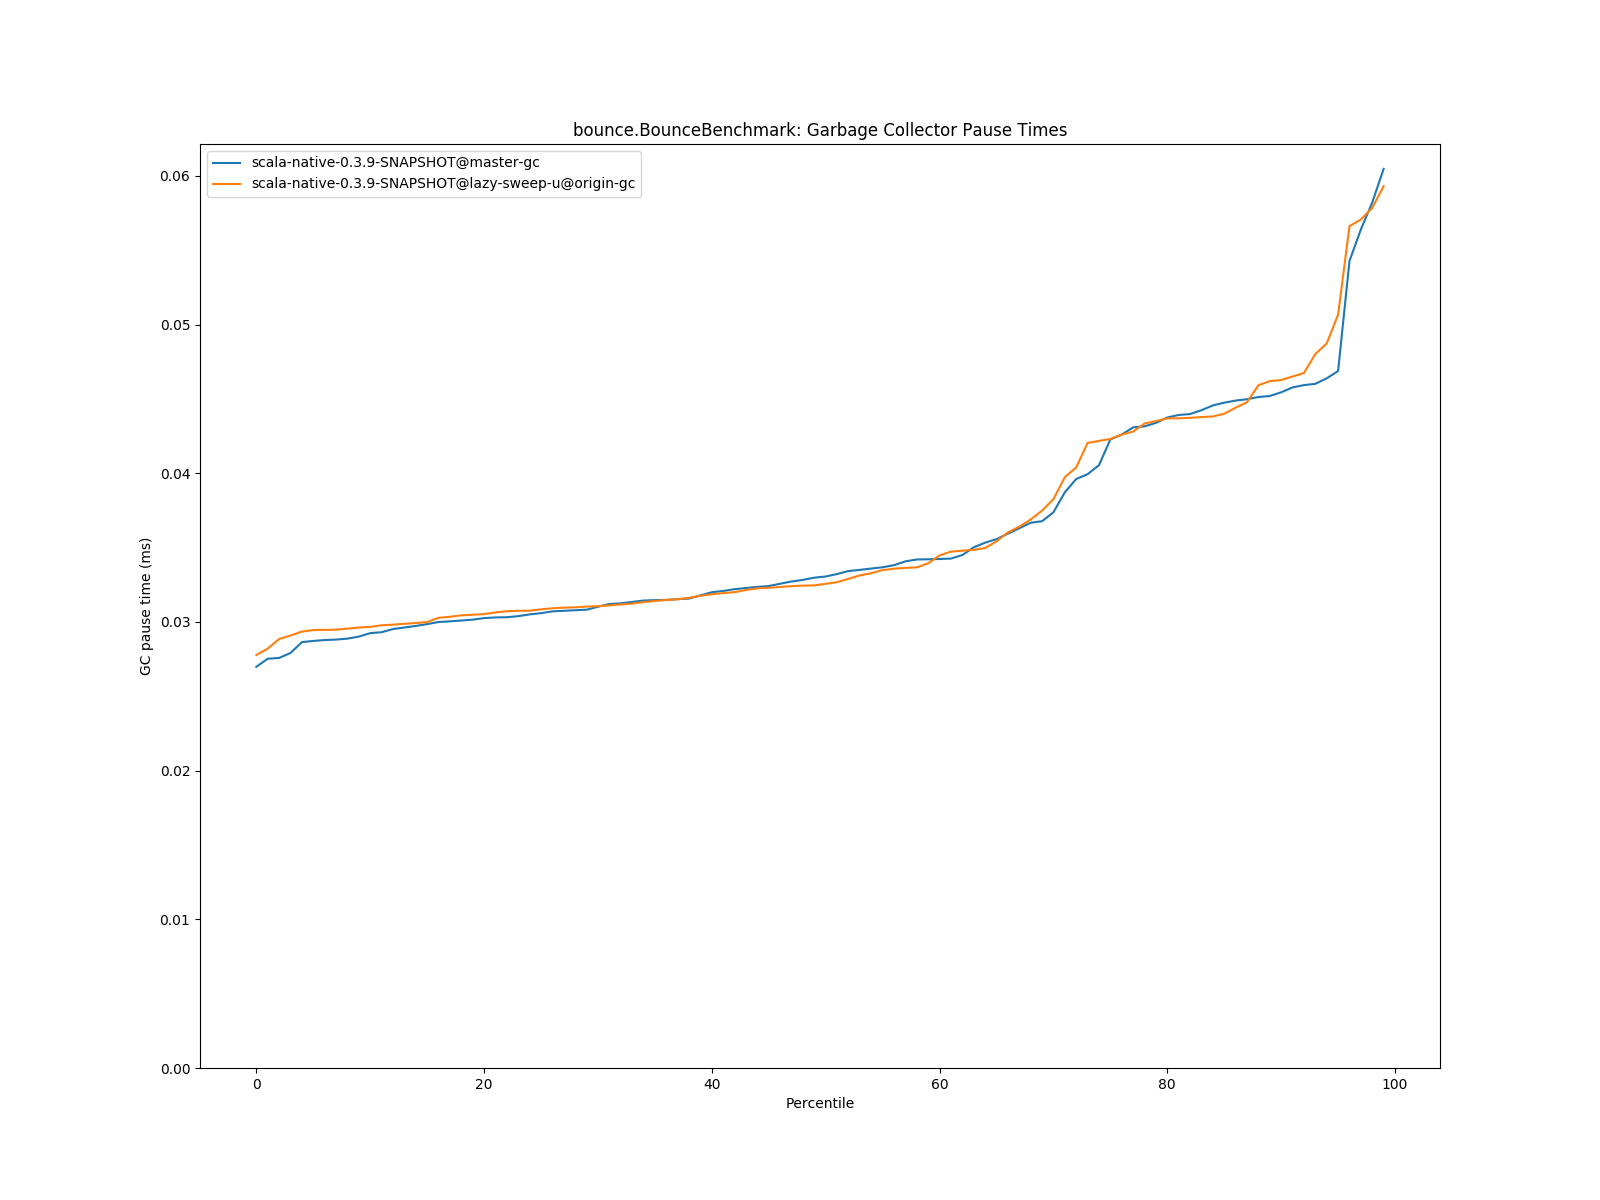 bounce.BounceBenchmark: Garbage Collector Pause Times
scala-native-0.3.9-SNAPSHOT@master-gc
scala-native-0.3.9-SNAPSHOT@lazy-sweep-u@origin-gc
0.06
0.05
0.04
0.03
0.02
0.01
0.00
GC pause time (ms)
0 20 40 60 80 100
Percentile